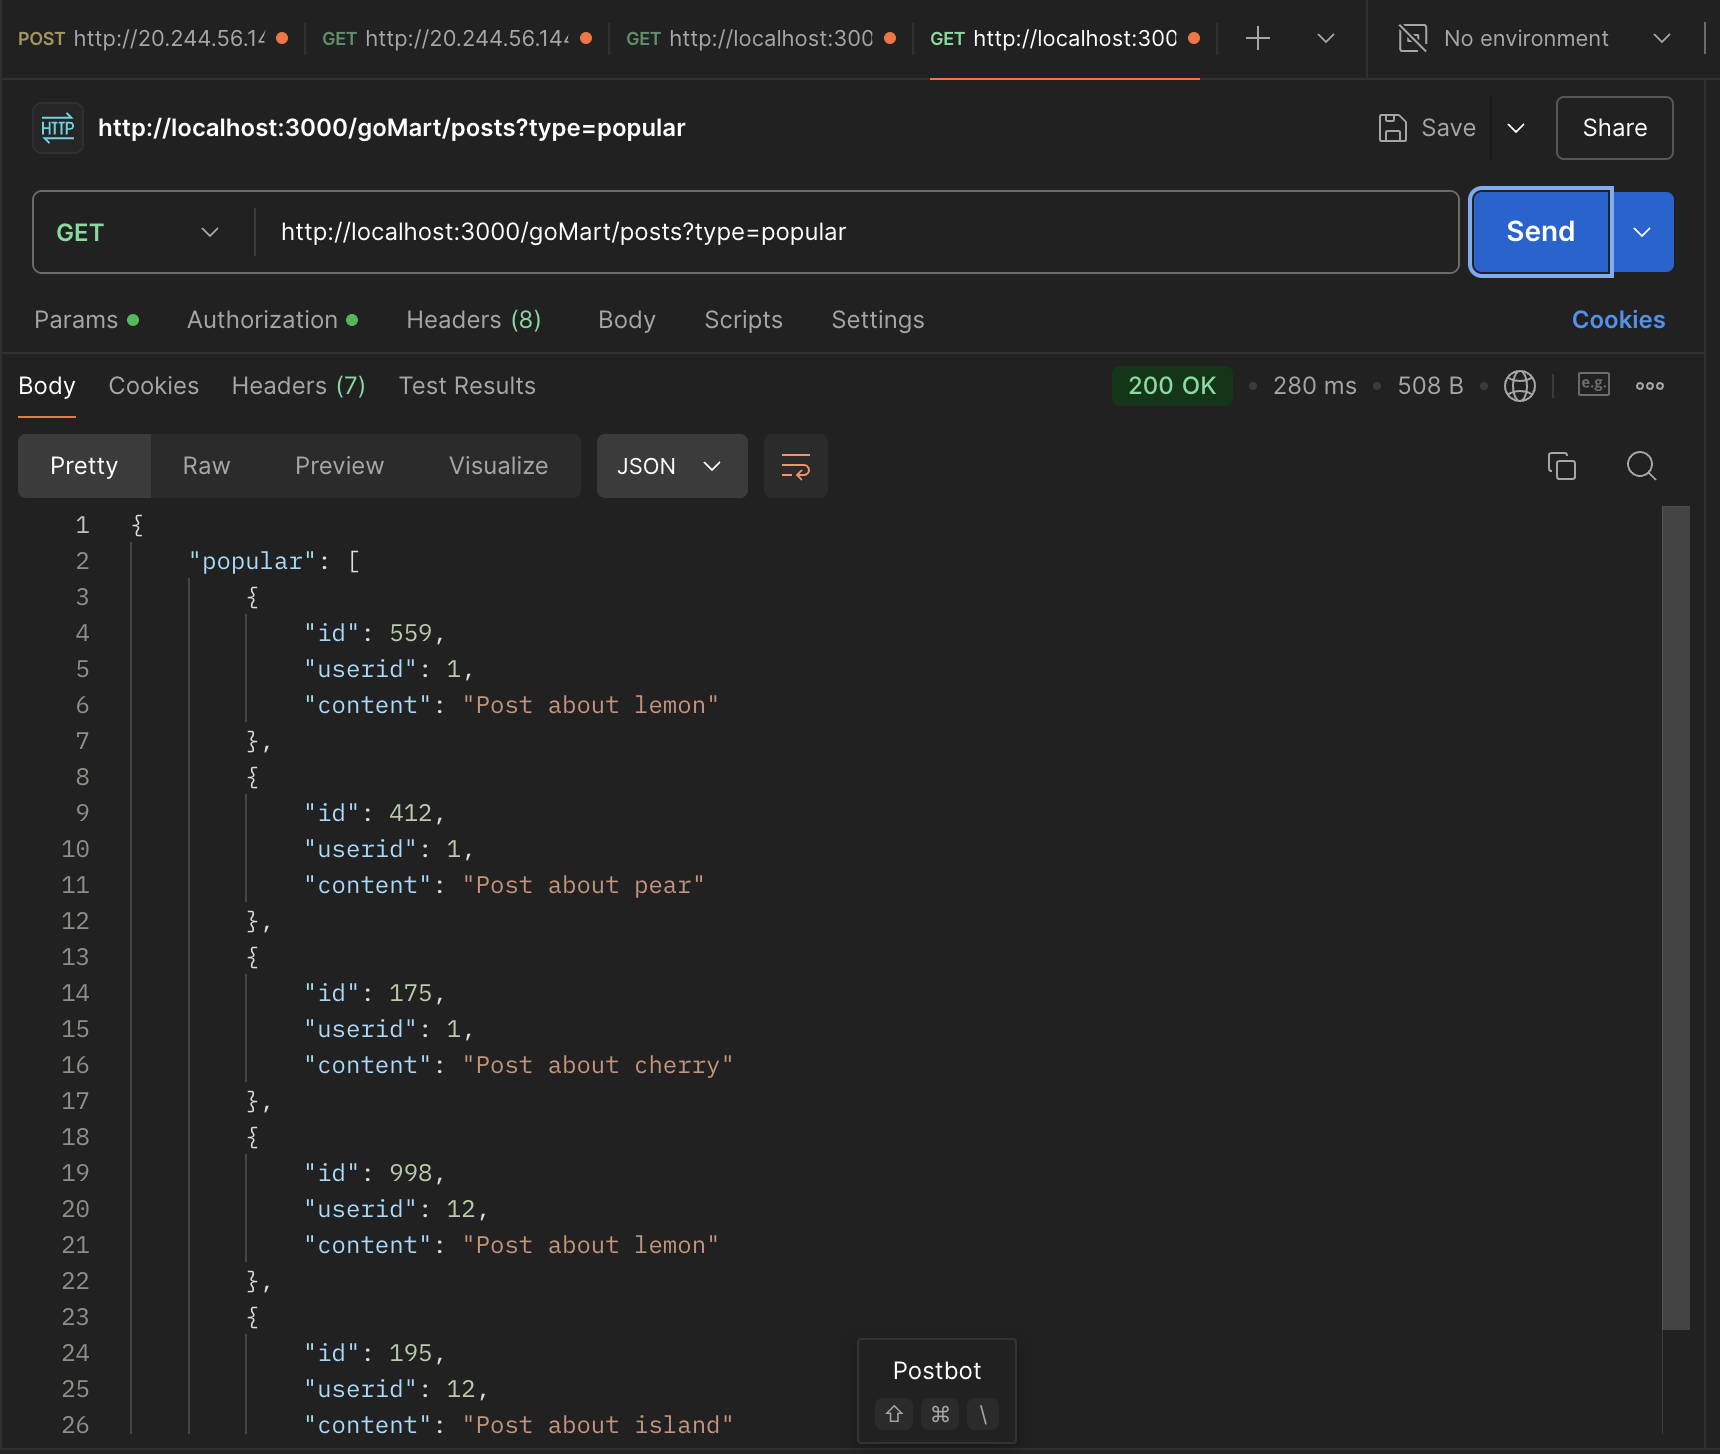 POST http://20.244.56.14 GET http://20.244.56.144 GET http://localhost:300 GET http://localhost:300 No environment
HTTP http://localhost:3000/goMart/posts?type=popular Save Share
GET http://localhost:3000/goMart/posts?type=popular Send
Params Authorization Headers (8) Body Scripts Settings Cookies
Body Cookies Headers (7) Test Results 200 OK 280 ms 508 B e.g.
Pretty Raw Preview Visualize JSON
1 {
2 "popular": [
3 {
4 "id": 559,
5 "userid": 1,
6 "content": "Post about lemon"
7 },
8 {
9 "id": 412,
10 "userid": 1,
11 "content": "Post about pear"
12 },
13 {
14 "id": 175,
15 "userid": 1,
16 "content": "Post about cherry"
17 },
18 {
19 "id": 998,
20 "userid": 12,
21 "content": "Post about lemon"
22 },
23 {
24 "id": 195,
25 "userid": 12,
26 "content": "Post about island"
Postbot
⇧ ⌘ \